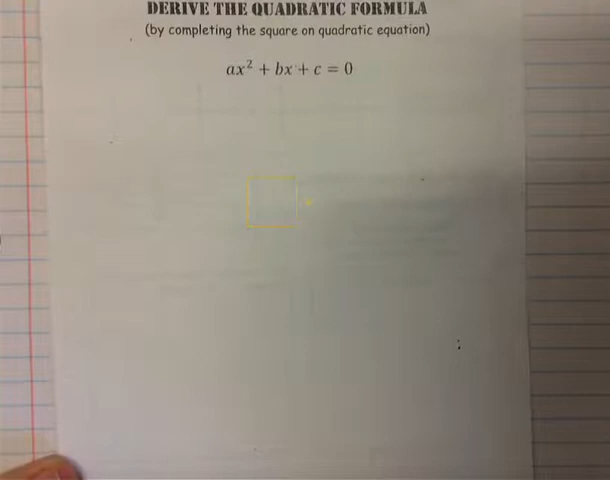 DERIVE THE QUADRATIC FORMULA
(by completing the square on quadratic equation)
ax² + bx + c = 0